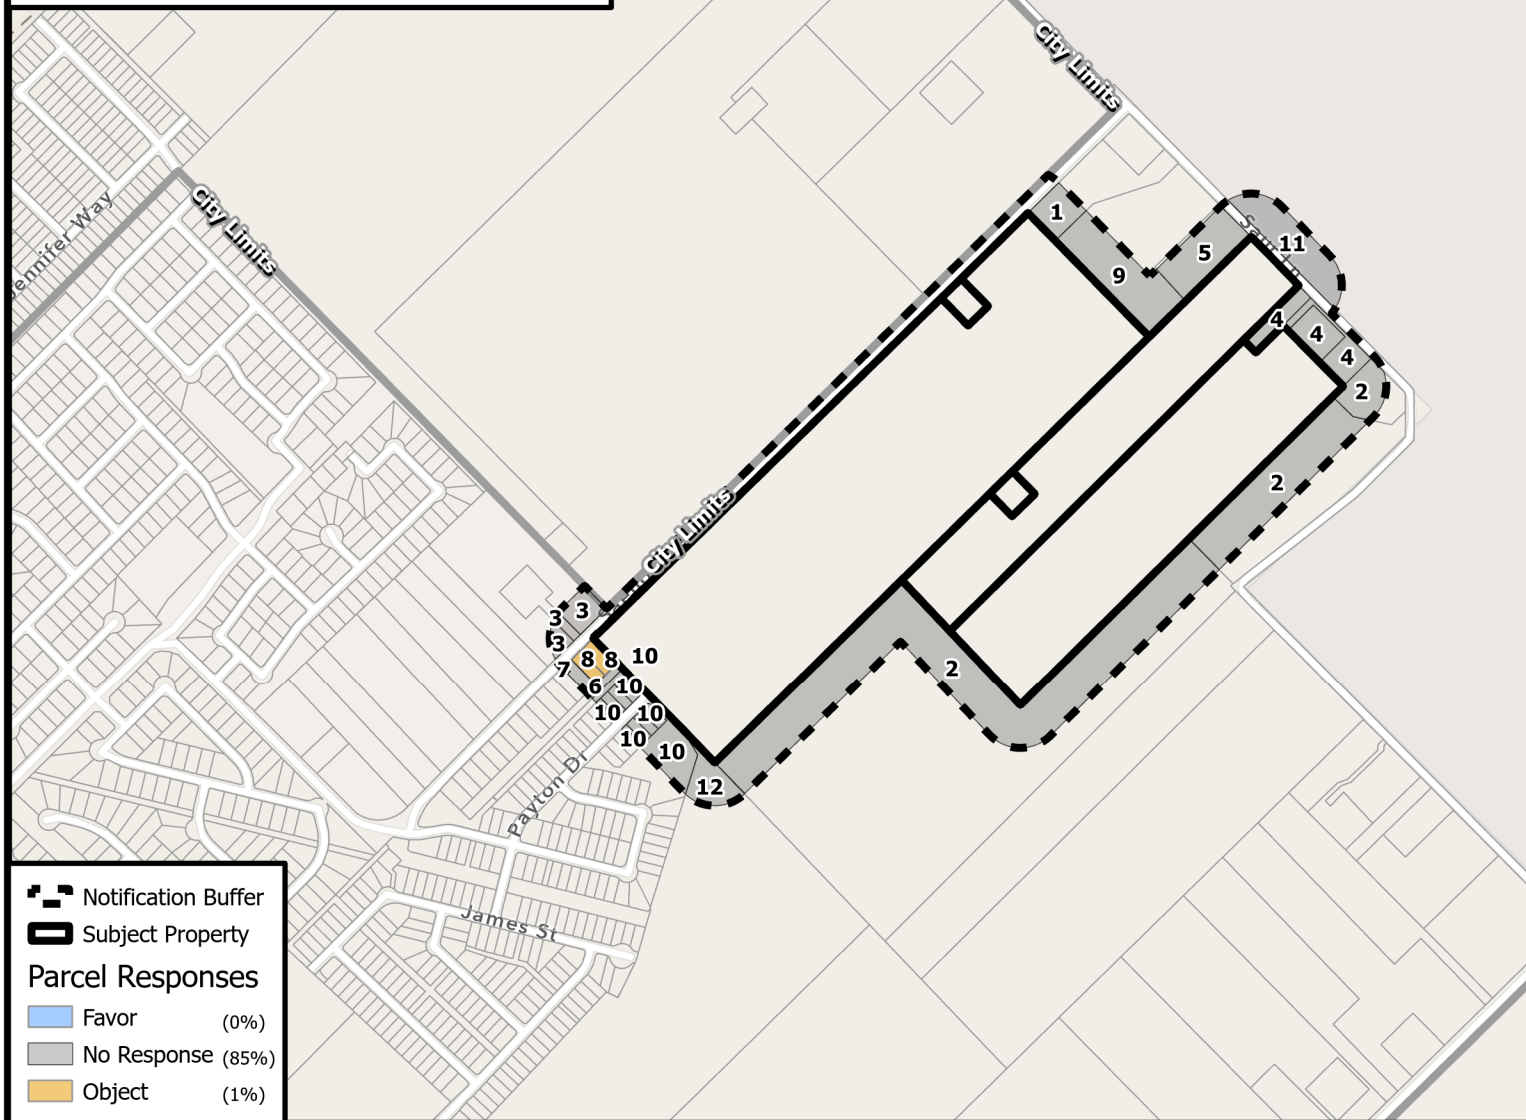 City Limits
City Limits
Jennifer Way
1
5
11
9
4
4
4
2
2
City Limits
3
3
3
8
8
10
7
6
10
2
10
10
10
10
12
Payton Dr
James St
Notification Buffer
Subject Property
Parcel Responses
Favor (0%)
No Response (85%)
Object (1%)